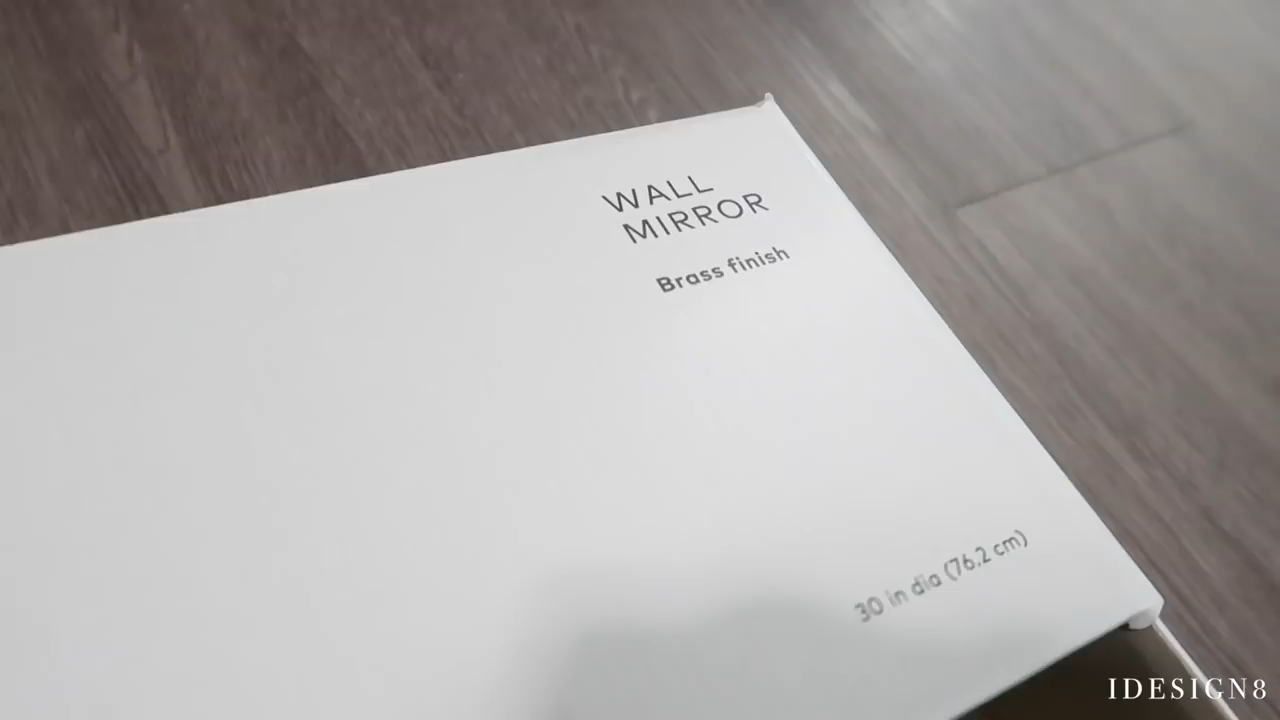 WALL
MIRROR
Brass finish
30 in dia (76.2 cm)
IDESIGN8